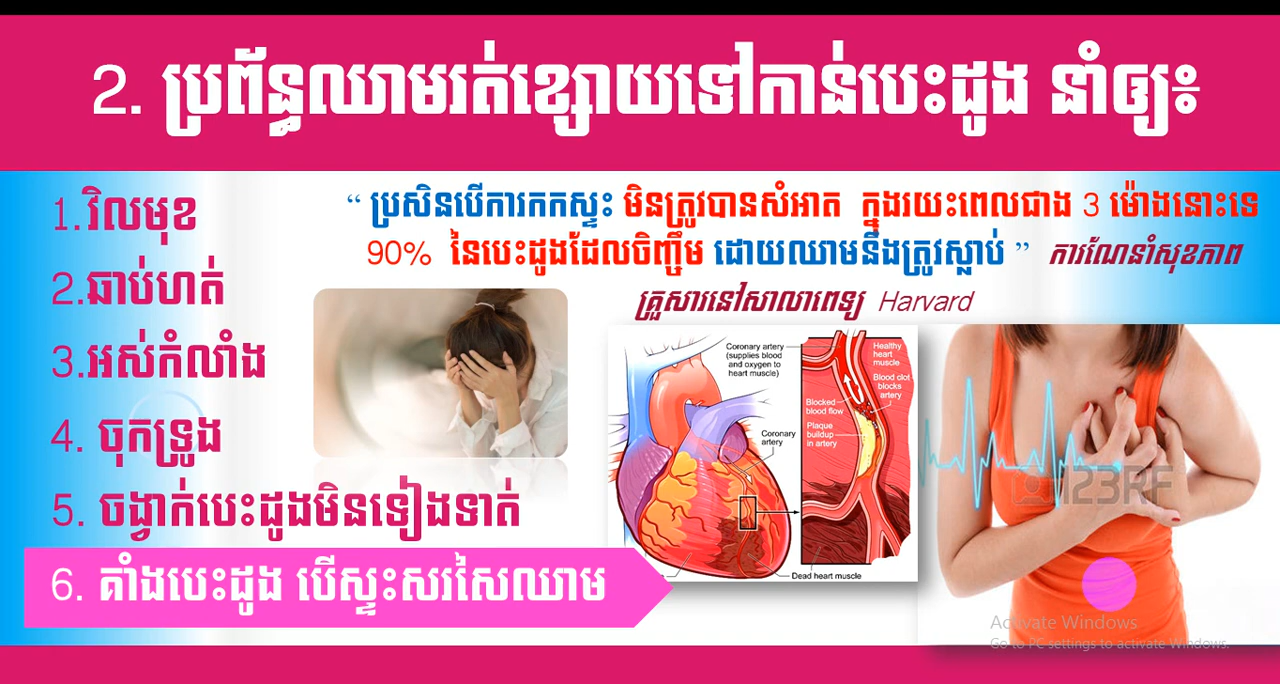 2. ប្រព័ន្ធឈាមរត់ខ្សោយទៅកាន់បេះដូង នាំឲ្យ៖
1.វិលមុខ
2.ឆាប់ហត់
3.អស់កំលាំង
4. ចុកទ្រូង
5. ចង្វាក់បេះដូងមិនទៀងទាត់
6. គាំងបេះដូង បើស្ទះសរសៃឈាម
“ ប្រសិនបើការកកស្ទះ មិនត្រូវបានសំអាត ក្នុងរយះពេលជាង 3 ម៉ោងនោះទេ
90% នៃបេះដូងដែលចិញ្ចឹម ដោយឈាមនឹងត្រូវស្លាប់ ” ការណែនាំសុខភាព
គ្រួសារនៅសាលាពេទ្យ Harvard
Coronary artery
(supplies blood
and oxygen to
heart muscle)
Coronary
artery
Healthy
heart
muscle
Blood clot
blocks
artery
Blocked
blood flow
Plaque
buildup
in artery
Dead heart muscle
123RF
Activate Windows
Go to PC settings to activate Windows.